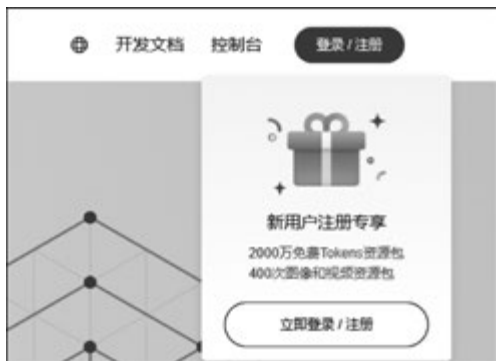 开发文档 控制台 登录 / 注册
新用户注册专享
2000万免费Tokens资源包
400次图像和视频资源包
立即登录 / 注册